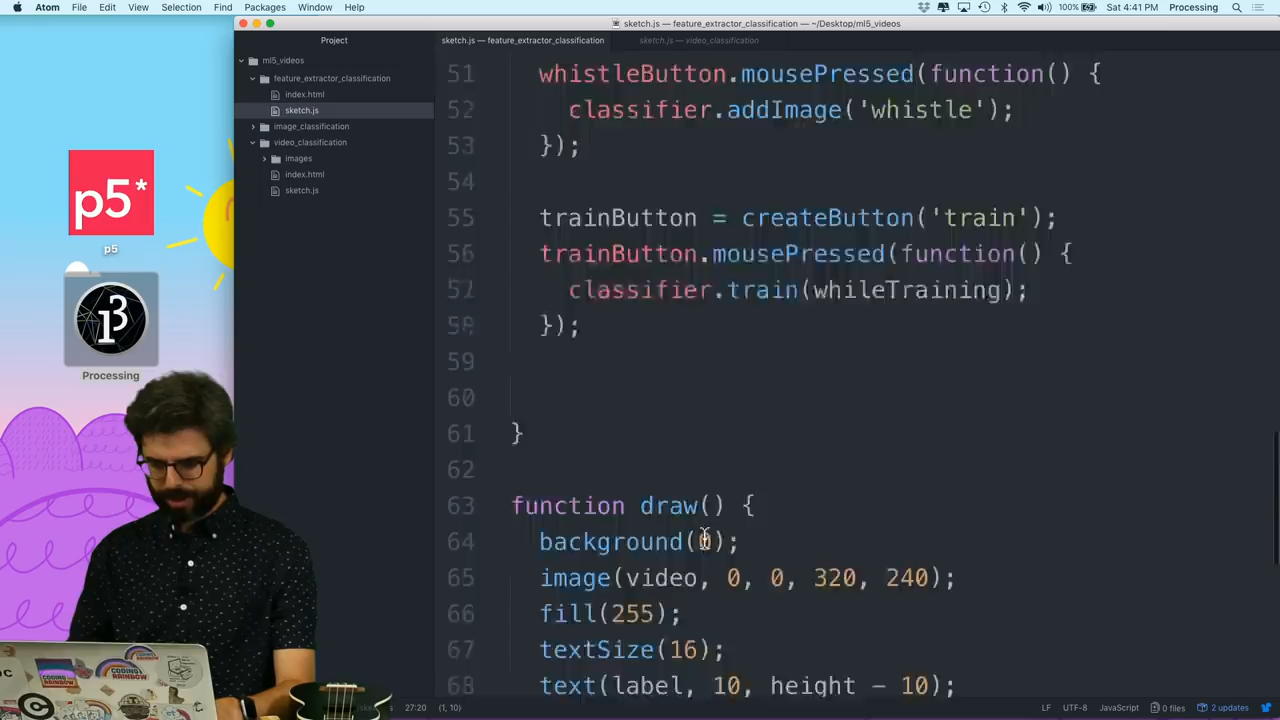 Atom File Edit View Selection Find Packages Window Help 100% Sat 4:41 PM Processing
sketch.js — feature_extractor_classification — ~/Desktop/ml5_videos
Project
sketch.js — feature_extractor_classification
sketch.js — video_classification
ml5_videos
feature_extractor_classification
index.html
sketch.js
image_classification
video_classification
images
index.html
sketch.js
p5*
p5
Processing
51 whistleButton.mousePressed(function() {
52 classifier.addImage('whistle');
53 });
54
55 trainButton = createButton('train');
56 trainButton.mousePressed(function() {
57 classifier.train(whileTraining);
58 });
59
60
61 }
62
63 function draw() {
64 background(0);
65 image(video, 0, 0, 320, 240);
66 fill(255);
67 textSize(16);
68 text(label, 10, height - 10);
27:20 (1, 10) LF UTF-8 JavaScript 0 files 2 updates
CODING
RAINBOW